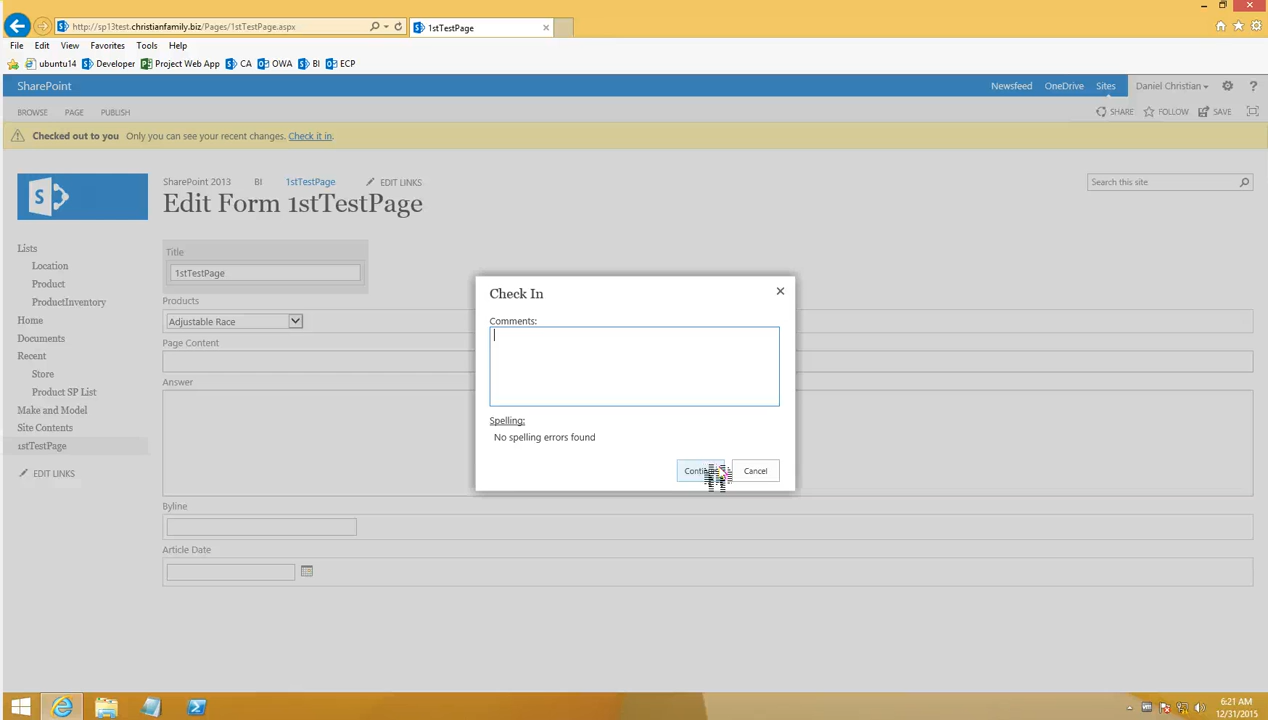 http://sp13test.christianfamily.biz/Pages/1stTestPage.aspx
1stTestPage
File Edit View Favorites Tools Help
ubuntu14 Developer Project Web App CA OWA BI ECP
SharePoint
Newsfeed OneDrive Sites Daniel Christian ?
BROWSE PAGE PUBLISH
SHARE FOLLOW SAVE
Checked out to you Only you can see your recent changes. Check it in.
S
SharePoint 2013 BI 1stTestPage EDIT LINKS
Search this site
Edit Form 1stTestPage
Lists
Location
Product
ProductInventory
Home
Documents
Recent
Store
Product SP List
Make and Model
Site Contents
1stTestPage
EDIT LINKS
Title
1stTestPage
Products
Adjustable Race
Page Content
Answer
Byline
Article Date
Check In
Comments:
Spelling:
No spelling errors found
Cancel
6:21 AM
12/31/2015